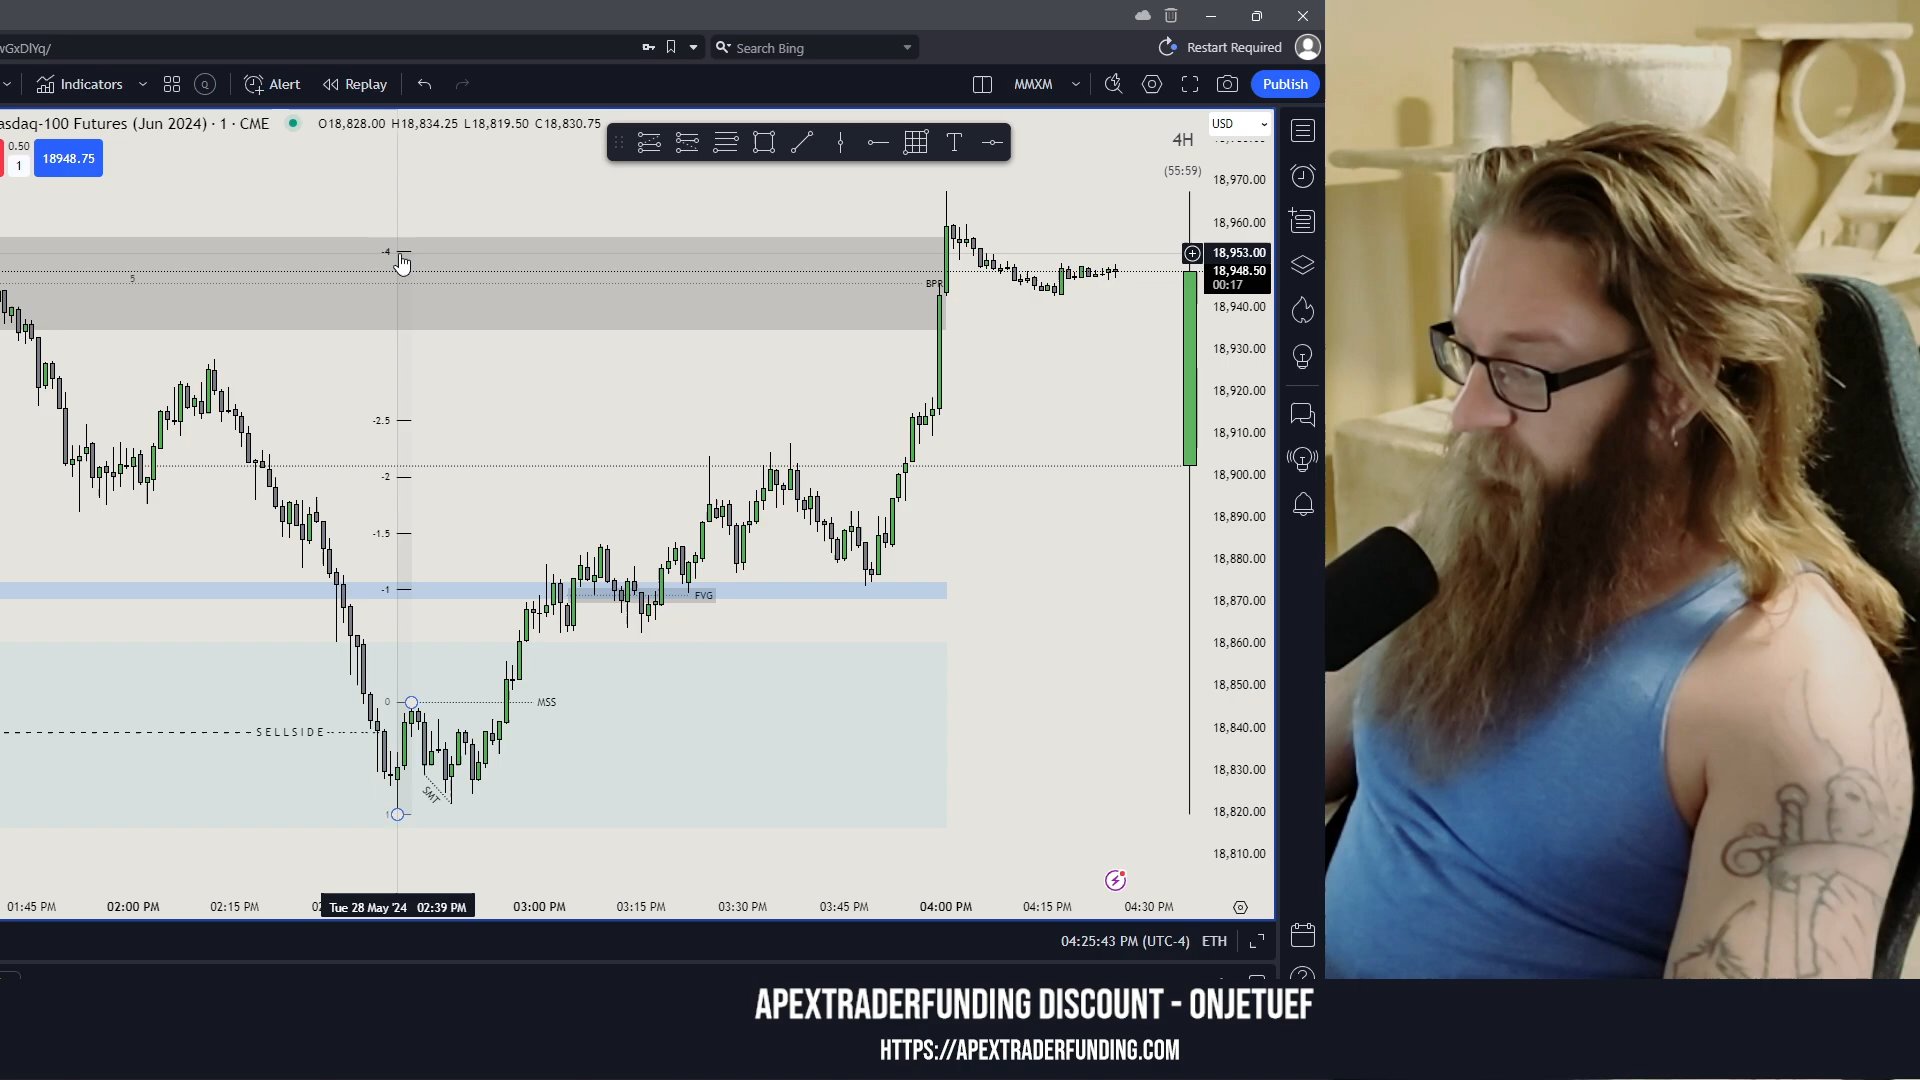 wGxDlYq/
Search Bing
Restart Required
Indicators
Alert
Replay
MMXM
Publish
asdaq-100 Futures (Jun 2024) · 1 · CME
O18,828.00 H18,834.25 L18,819.50 C18,830.75
USD
0.50
1
18948.75
4H
(55:59)
18,970.00
18,960.00
18,953.00
18,948.50
00:17
18,940.00
18,930.00
18,920.00
18,910.00
18,900.00
18,890.00
18,880.00
18,870.00
18,860.00
18,850.00
18,840.00
18,830.00
18,820.00
18,810.00
-4
5
BPR
-2.5
-2
-1.5
-1
FVG
0
MSS
SELLSIDE
SMT
1
01:45 PM
02:00 PM
02:15 PM
Tue 28 May '24 02:39 PM
03:00 PM
03:15 PM
03:30 PM
03:45 PM
04:00 PM
04:15 PM
04:30 PM
04:25:43 PM (UTC-4) ETH
APEXTRADERFUNDING DISCOUNT - ONJETUEF
HTTPS://APEXTRADERFUNDING.COM